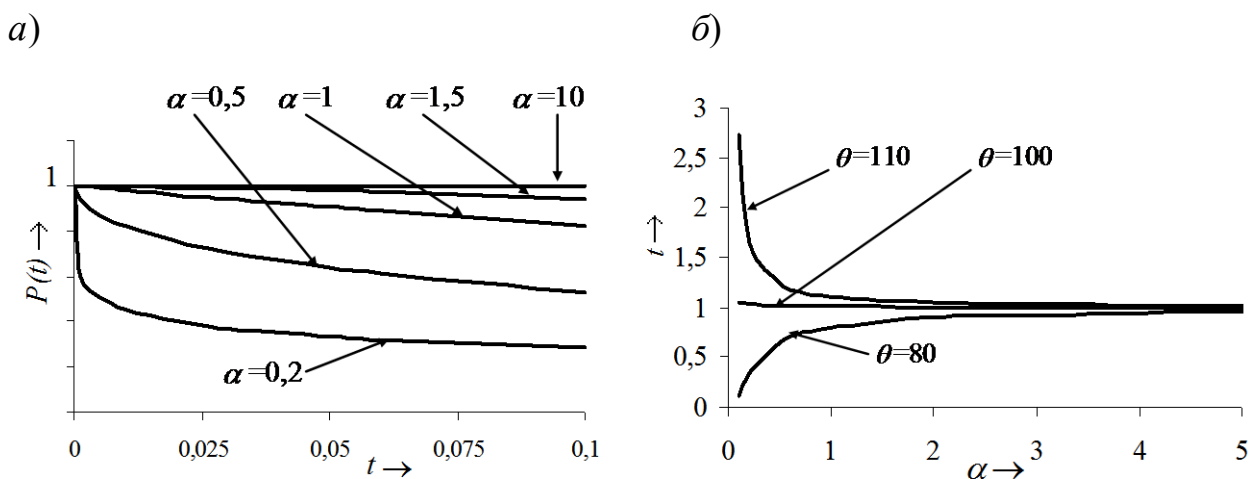 а)
α=0,5 α=1 α=1,5 α=10
1
P(t) →
α=0,2
0 0,025 0,05 0,075 0,1
t →
б)
3
2,5
2
1,5
1
0,5
0
t →
θ=110 θ=100
θ=80
0 1 2 3 4 5
α →